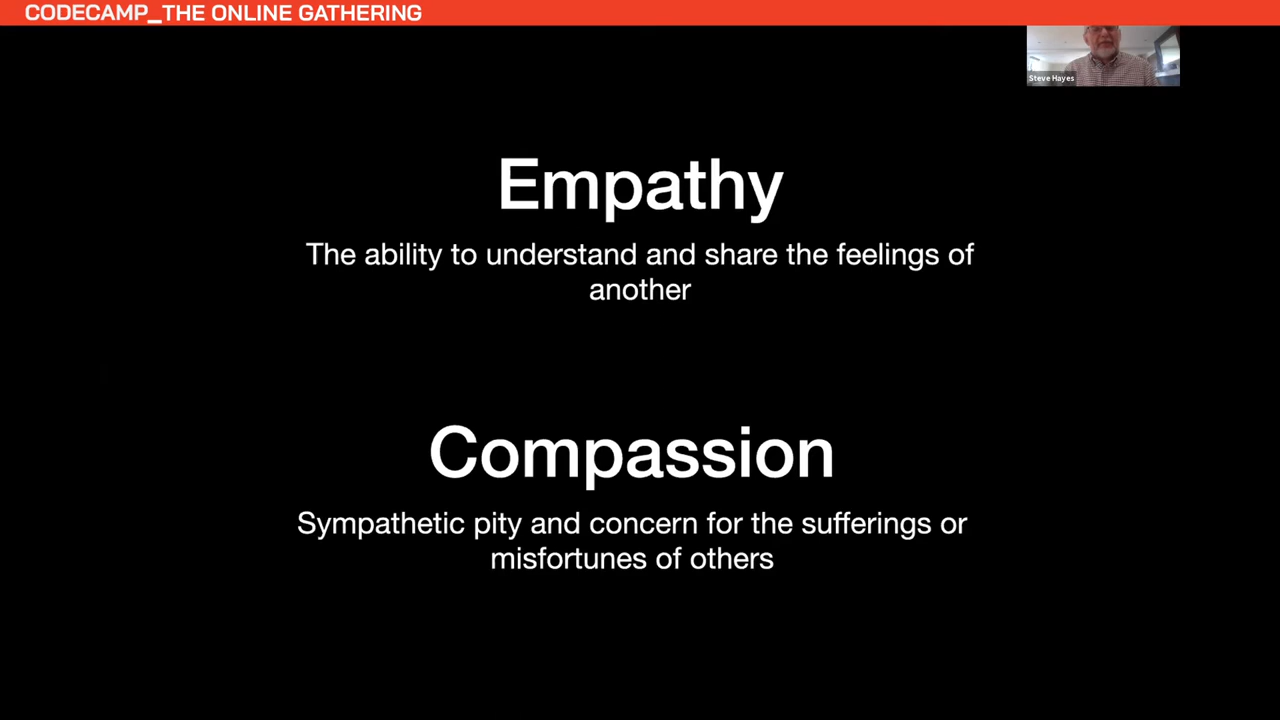 CODECAMP_THE ONLINE GATHERING
Steve Hayes
Empathy
The ability to understand and share the feelings of
another
Compassion
Sympathetic pity and concern for the sufferings or
misfortunes of others